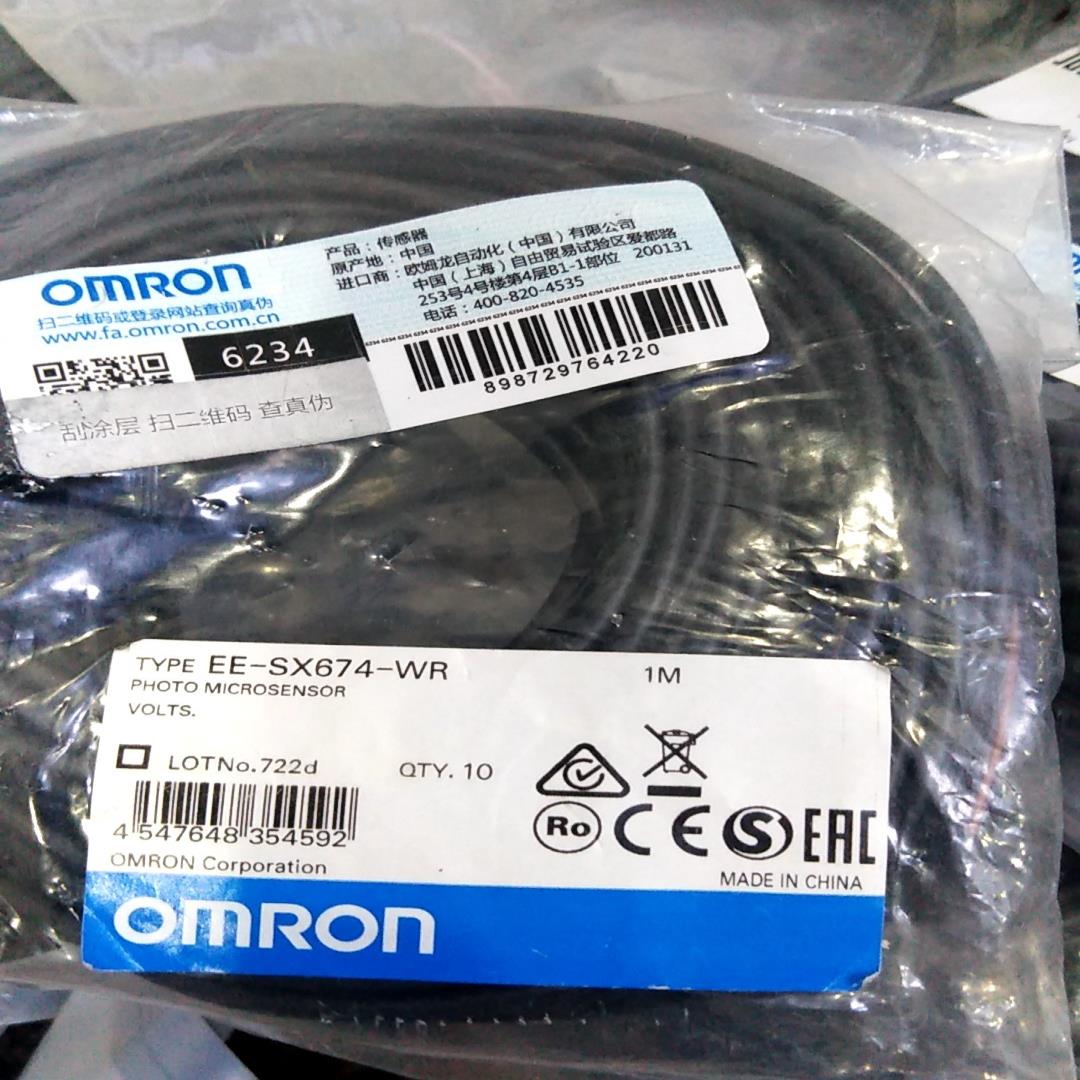 OMRON
扫二维码或登录网站查询真伪
www.fa.omron.com.cn
6234
刮涂层 扫二维码 查真伪
产品：传感器
原产地：中国
进口商：欧姆龙自动化（中国）有限公司
中国（上海）自由贸易试验区爱都路
253号4号楼第4层B1-1部位 200131
电话：400-820-4535
898729764220
TYPE EE-SX674-WR 1M
PHOTO MICROSENSOR
VOLTS.
LOTNo.722d QTY. 10
4 547648 354592
Ro CE S EAC
OMRON Corporation
MADE IN CHINA
OMRON